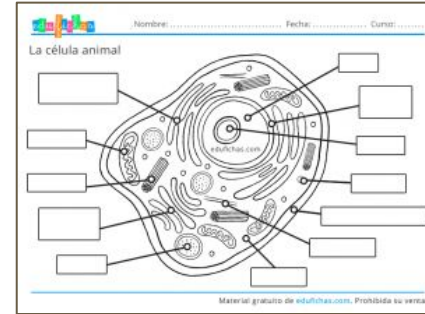 edufichas
Nombre:................................ Fecha:................ Curso:........
La célula animal
edufichas.com
Material gratuito de edufichas.com. Prohibida su venta